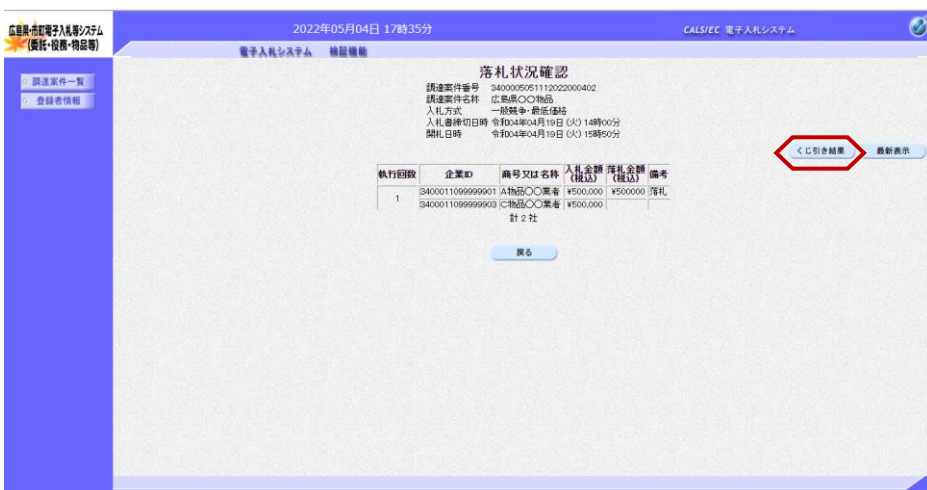 広島県・市町電子入札等システム
(委託・役務・物品等)
2022年05月04日 17時35分
CALS/EC 電子入札システム
電子入札システム 検証機能
調達案件一覧
登録者情報
落札状況確認
調達案件番号 3400005051112022000402
調達案件名称 広島県〇〇物品
入札方式 一般競争・最低価格
入札書締切日時 令和04年04月19日 (火) 14時00分
開札日時 令和04年04月19日 (火) 15時50分
くじ引き結果 最新表示
執行回数 企業ID 商号又は名称 入札金額(税込) 落札金額(税込) 備考
1 3400011099999901 A物品〇〇業者 ¥500,000 ¥500000 落札
3400011099999903 C物品〇〇業者 ¥500,000
計 2 社
戻る